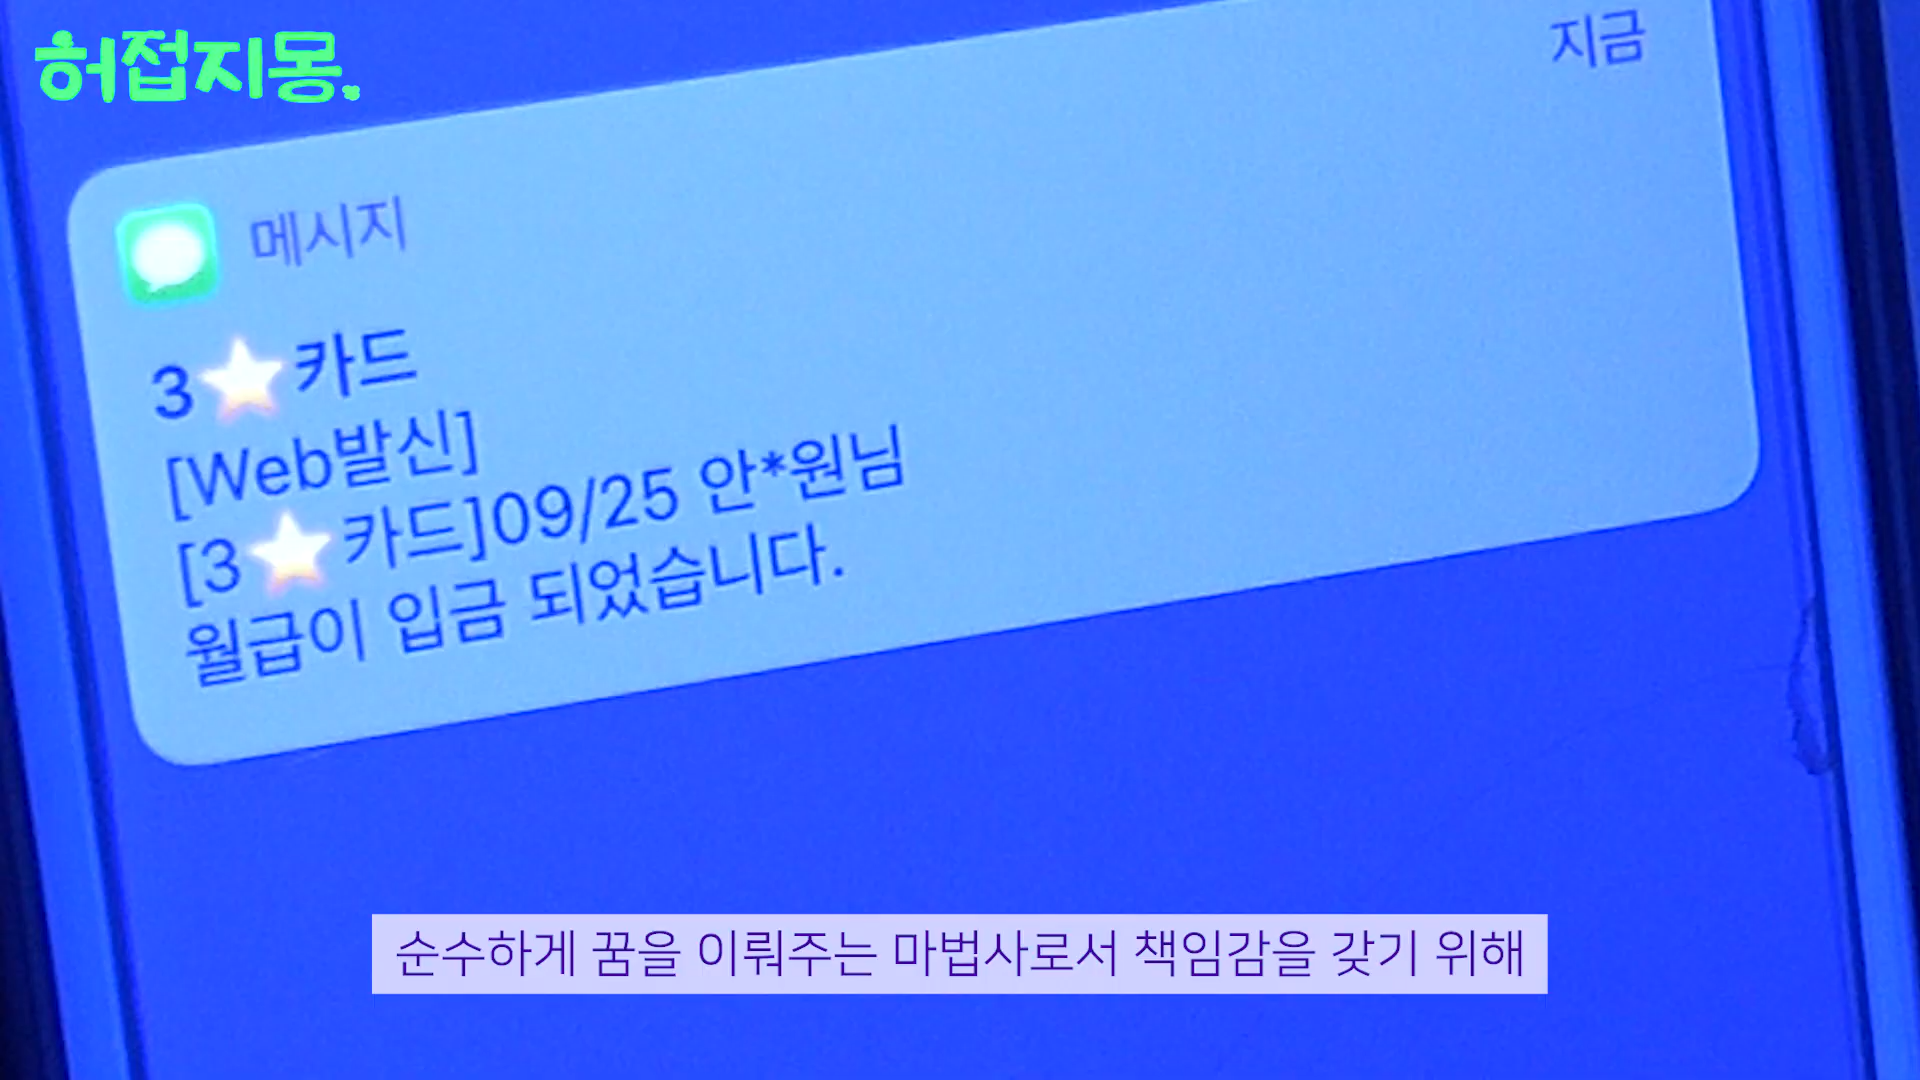 허접지몽.
지금
메시지
3⭐카드
[Web발신]
[3⭐카드]09/25 안*원님
월급이 입금 되었습니다.
순수하게 꿈을 이뤄주는 마법사로서 책임감을 갖기 위해